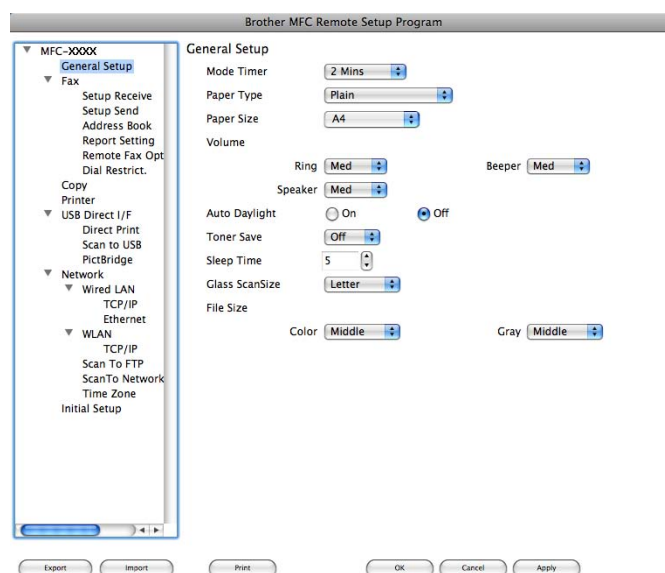 Brother MFC Remote Setup Program
MFC-XXXX
General Setup
Fax
Setup Receive
Setup Send
Address Book
Report Setting
Remote Fax Opt
Dial Restrict.
Copy
Printer
USB Direct I/F
Direct Print
Scan to USB
PictBridge
Network
Wired LAN
TCP/IP
Ethernet
WLAN
TCP/IP
Scan To FTP
ScanTo Network
Time Zone
Initial Setup
General Setup
Mode Timer 2 Mins
Paper Type Plain
Paper Size A4
Volume
Ring Med Beeper Med
Speaker Med
Auto Daylight On Off
Toner Save Off
Sleep Time 5
Glass ScanSize Letter
File Size
Color Middle Gray Middle
Export Import Print OK Cancel Apply